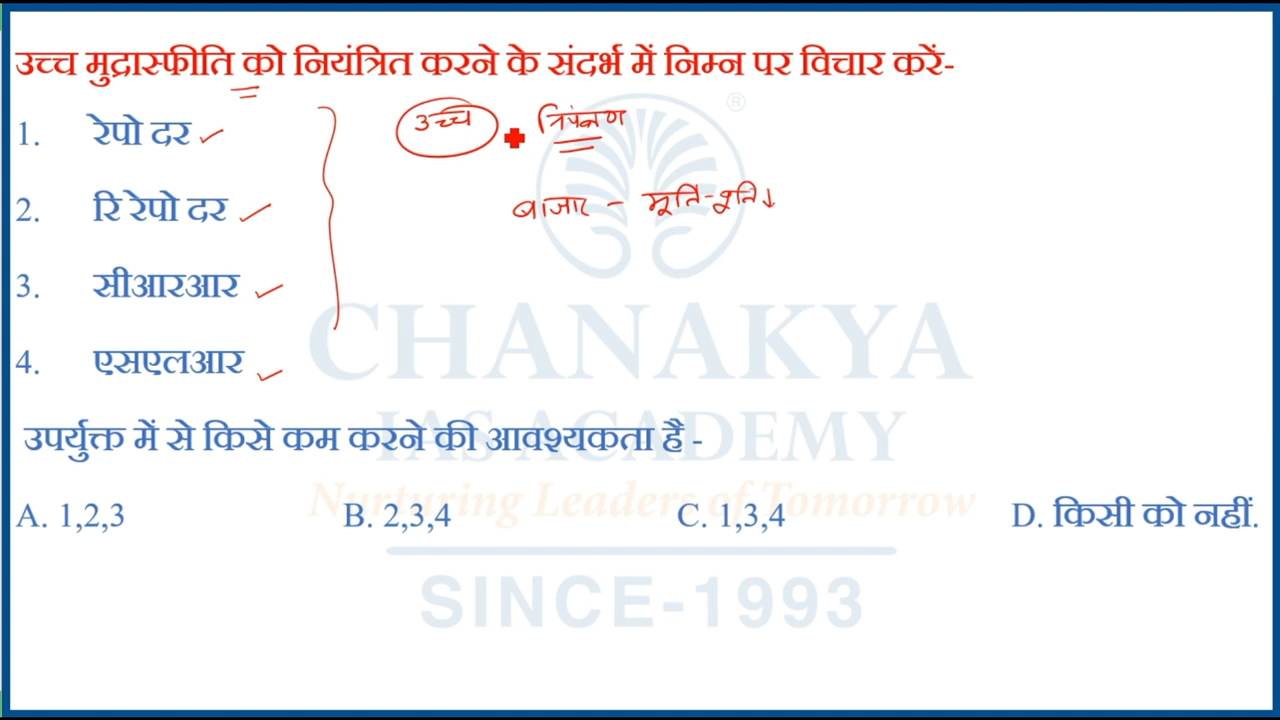 उच्च मुद्रास्फीति को नियंत्रित करने के संदर्भ में निम्न पर विचार करें-
1. रेपो दर
उच्च
2. रि रेपो दर
बाजार -
3. सीआरआर
4. एसएलआर
उपर्युक्त में से किसे कम करने की आवश्यकता है -
A. 1,2,3 B. 2,3,4 C. 1,3,4 D. किसी को नहीं.
®
CHANAKYA
IAS ACADEMY
Nurturing Leaders of Tomorrow
SINCE-1993